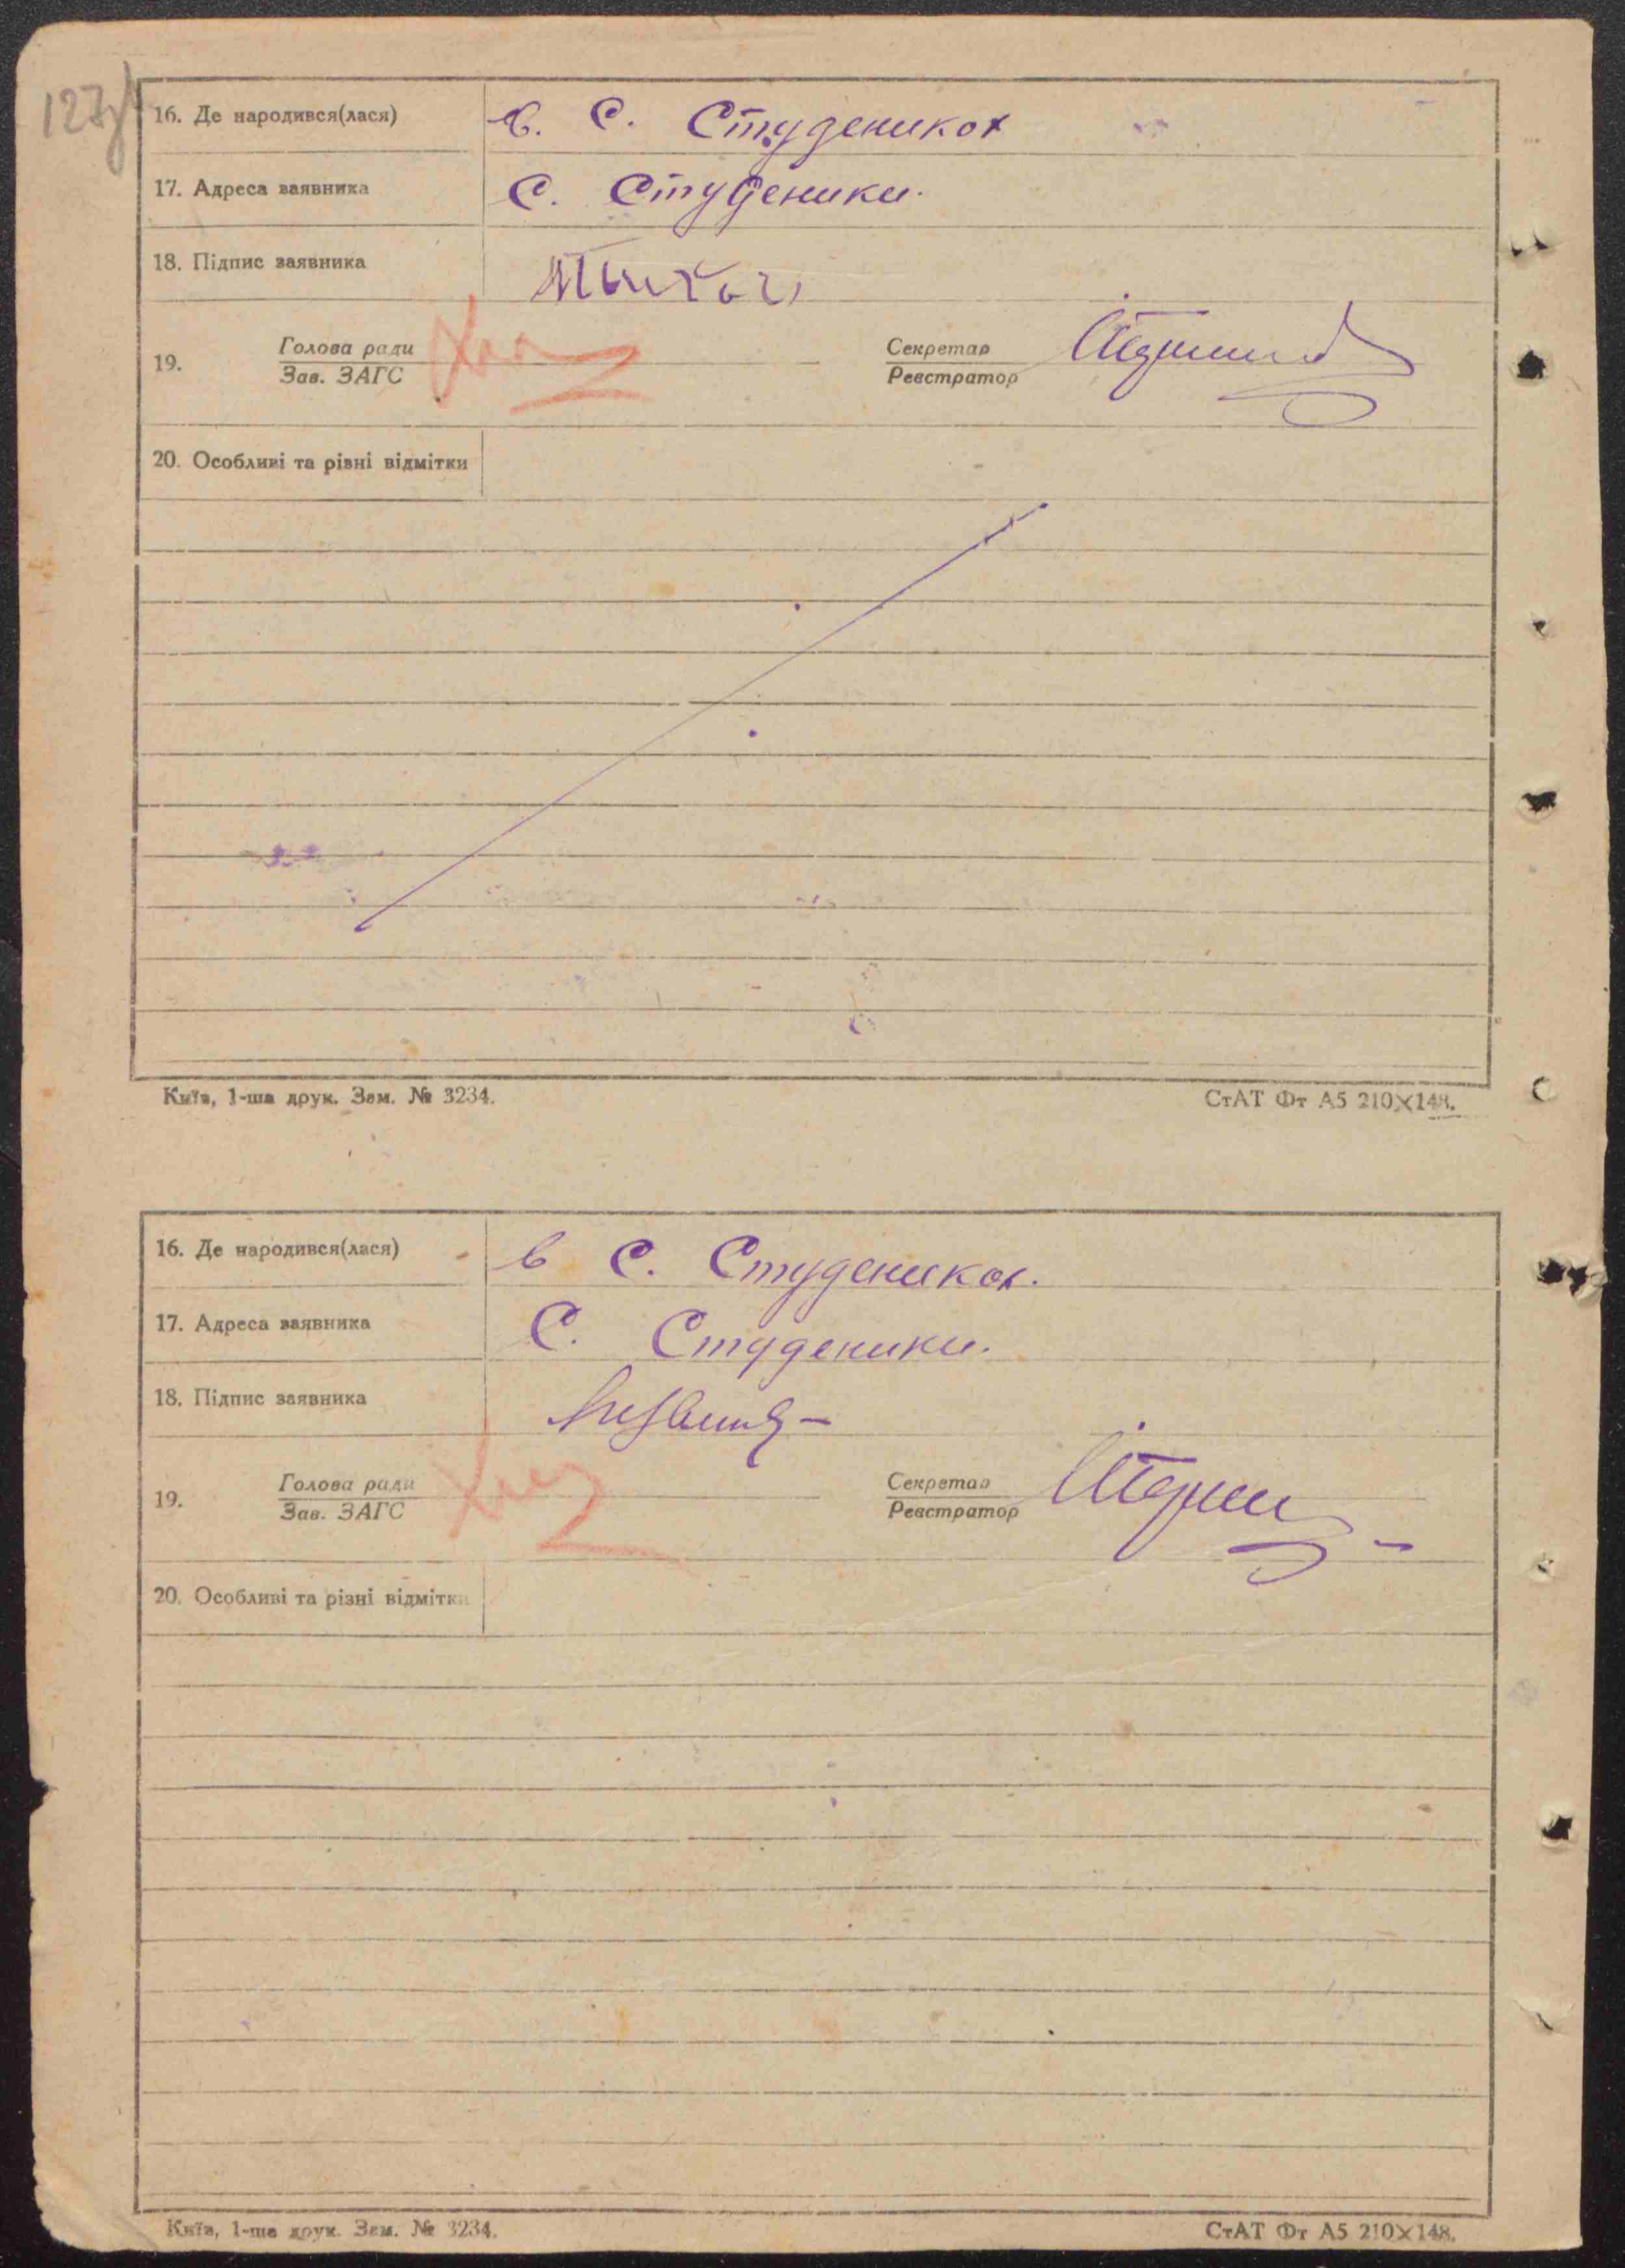 16. Де народився(лася) в. С. Студениках
17. Адреса заявника С. Студеники.
18. Підпис заявника
19. Голова ради Секретар
Зав. ЗАГС Реєстратор
20. Особливі та різні відмітки
Київ, 1-ша друк. Зам. № 3234. СтАТ Фт А5 210×148.
16. Де народився(лася) в С. Студениках.
17. Адреса заявника С. Студеники.
18. Підпис заявника
19. Голова ради Секретар
Зав. ЗАГС Реєстратор
20. Особливі та різні відмітки
Київ, 1-ша друк. Зам. № 3234. СтАТ Фт А5 210×148.